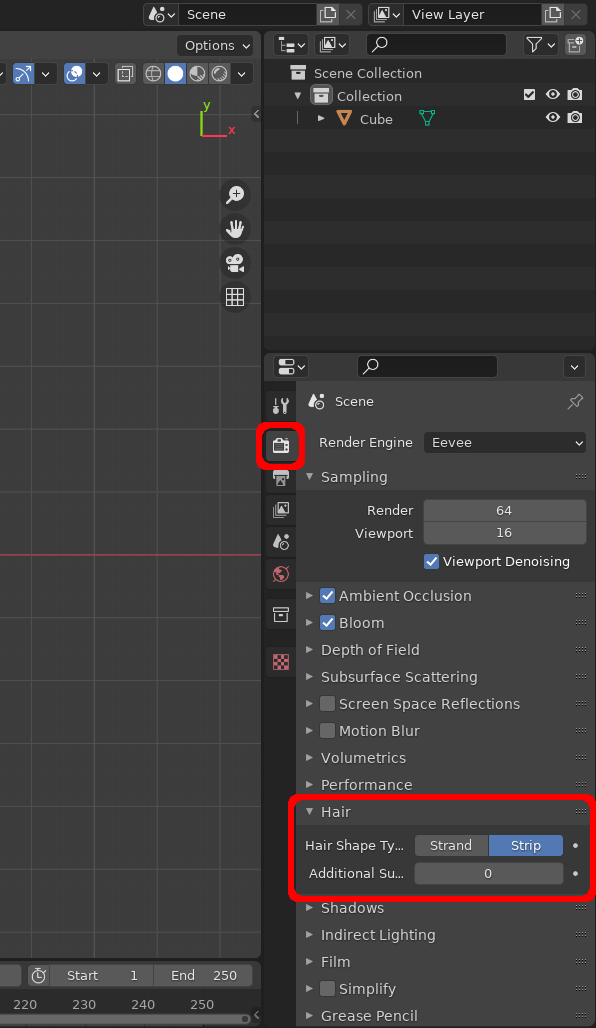 Scene
View Layer
Options
y
x
Scene Collection
Collection
Cube
Scene
Render Engine Eevee
Sampling
Render 64
Viewport 16
Viewport Denoising
Ambient Occlusion
Bloom
Depth of Field
Subsurface Scattering
Screen Space Reflections
Motion Blur
Volumetrics
Performance
Hair
Hair Shape Ty... Strand Strip
Additional Su... 0
Shadows
Indirect Lighting
Film
Simplify
Grease Pencil
Start 1 End 250
220 230 240 250